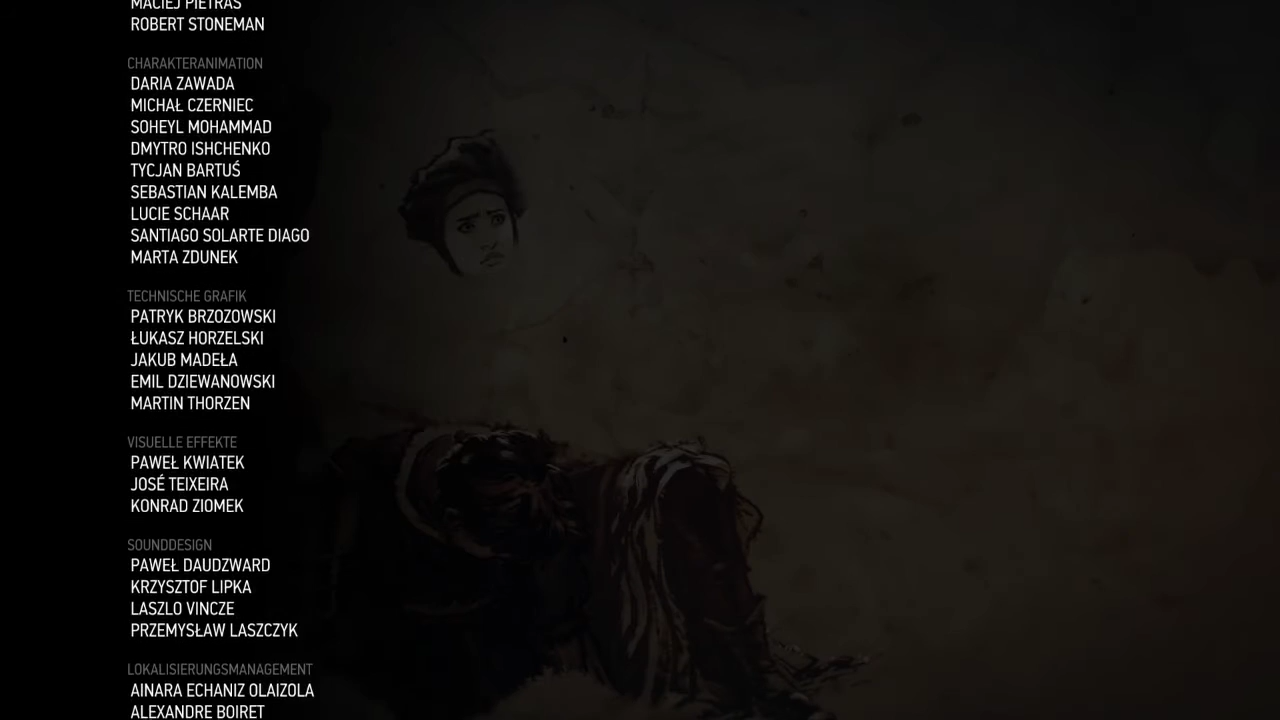 MACIEJ PIETRAS
ROBERT STONEMAN
CHARAKTERANIMATION
DARIA ZAWADA
MICHAŁ CZERNIEC
SOHEYL MOHAMMAD
DMYTRO ISHCHENKO
TYCJAN BARTUŚ
SEBASTIAN KALEMBA
LUCIE SCHAAR
SANTIAGO SOLARTE DIAGO
MARTA ZDUNEK
TECHNISCHE GRAFIK
PATRYK BRZOZOWSKI
ŁUKASZ HORZELSKI
JAKUB MADEŁA
EMIL DZIEWANOWSKI
MARTIN THORZEN
VISUELLE EFFEKTE
PAWEŁ KWIATEK
JOSÉ TEIXEIRA
KONRAD ZIOMEK
SOUNDDESIGN
PAWEŁ DAUDZWARD
KRZYSZTOF LIPKA
LASZLO VINCZE
PRZEMYSŁAW LASZCZYK
LOKALISIERUNGSMANAGEMENT
AINARA ECHANIZ OLAIZOLA
ALEXANDRE BOIRET